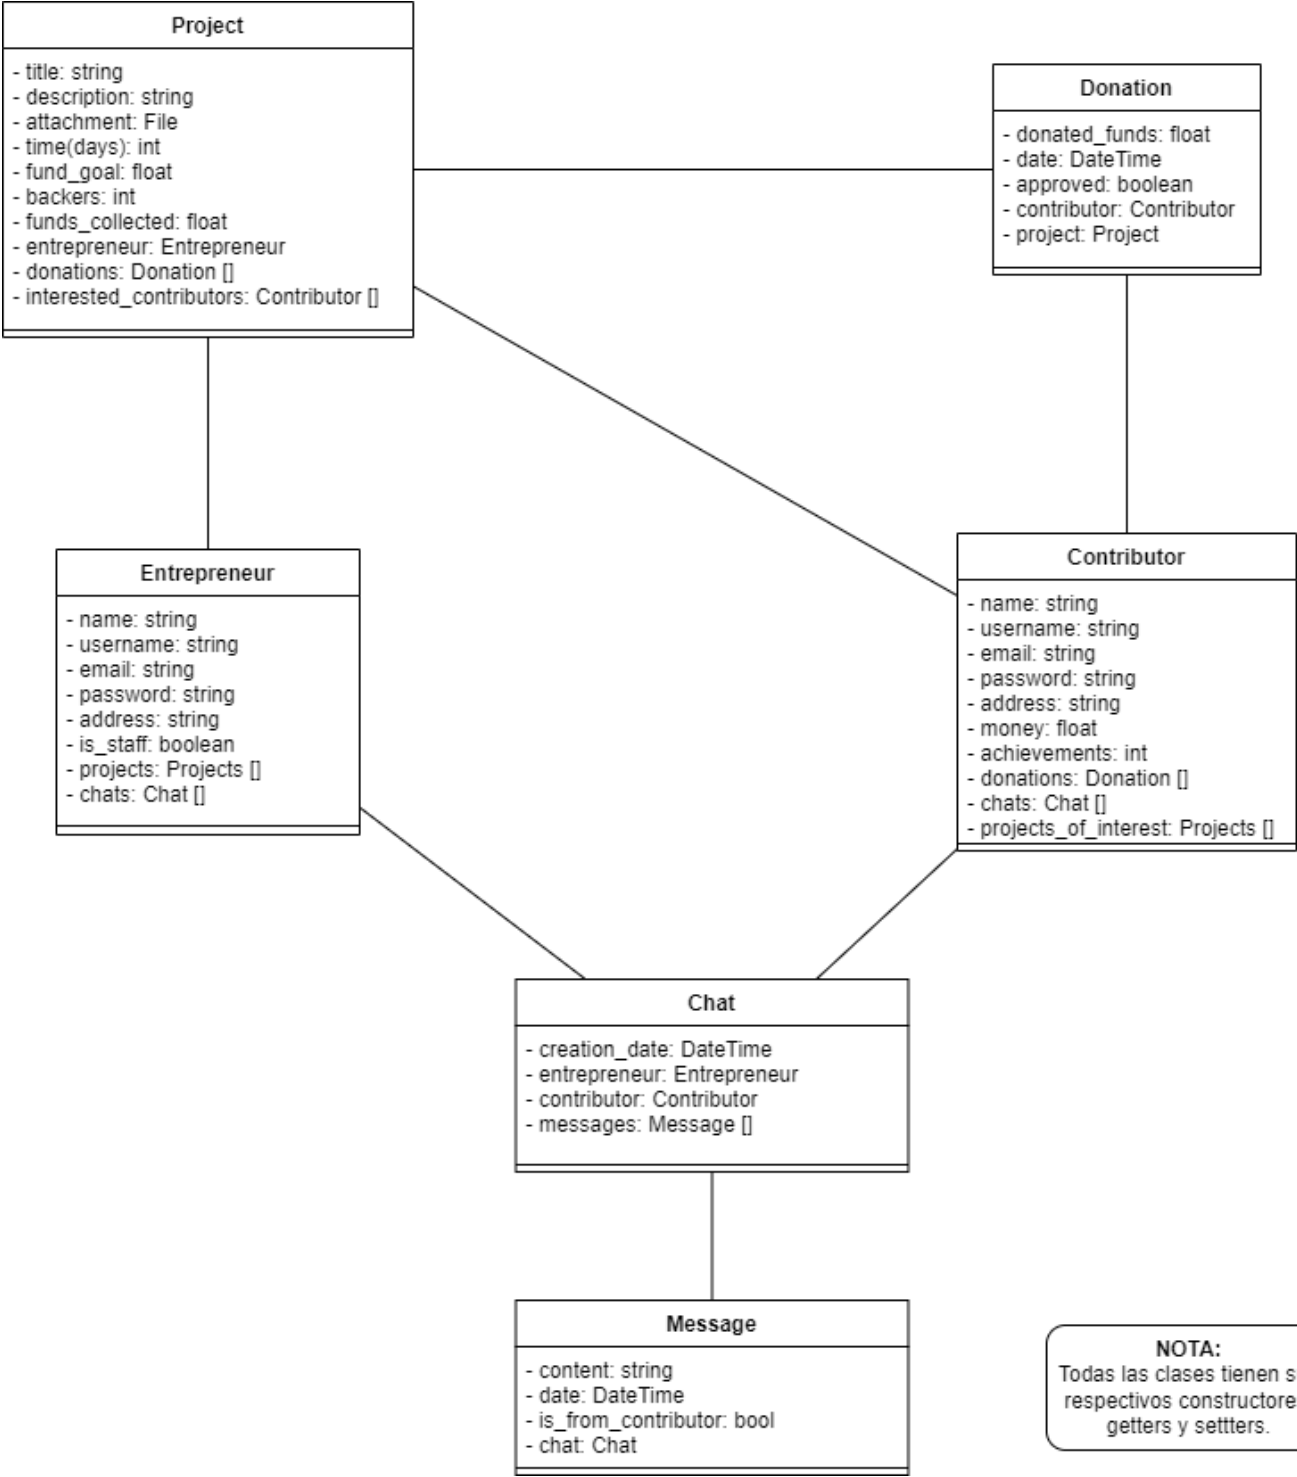 Project
- title: string
- description: string
- attachment: File
- time(days): int
- fund_goal: float
- backers: int
- funds_collected: float
- entrepreneur: Entrepreneur
- donations: Donation []
- interested_contributors: Contributor []
Donation
- donated_funds: float
- date: DateTime
- approved: boolean
- contributor: Contributor
- project: Project
Entrepreneur
- name: string
- username: string
- email: string
- password: string
- address: string
- is_staff: boolean
- projects: Projects []
- chats: Chat []
Contributor
- name: string
- username: string
- email: string
- password: string
- address: string
- money: float
- achievements: int
- donations: Donation []
- chats: Chat []
- projects_of_interest: Projects []
Chat
- creation_date: DateTime
- entrepreneur: Entrepreneur
- contributor: Contributor
- messages: Message []
Message
- content: string
- date: DateTime
- is_from_contributor: bool
- chat: Chat
NOTA:
Todas las clases tienen
respectivos constructore
getters y settters.